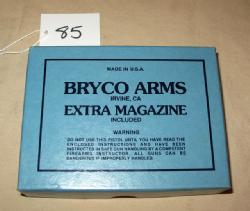 85
MADE IN U.S.A.
BRYCO ARMS
IRVINE, CA
EXTRA MAGAZINE
INCLUDED
WARNING
DO NOT USE THIS PISTOL UNTIL YOU HAVE READ THE
ENCLOSED INSTRUCTIONS AND HAVE BEEN
INSTRUCTED IN SAFE GUN HANDLING BY A COMPETENT
FIREARMS INSTRUCTOR. ALL GUNS CAN BE
DANGEROUS IF IMPROPERLY HANDLED.